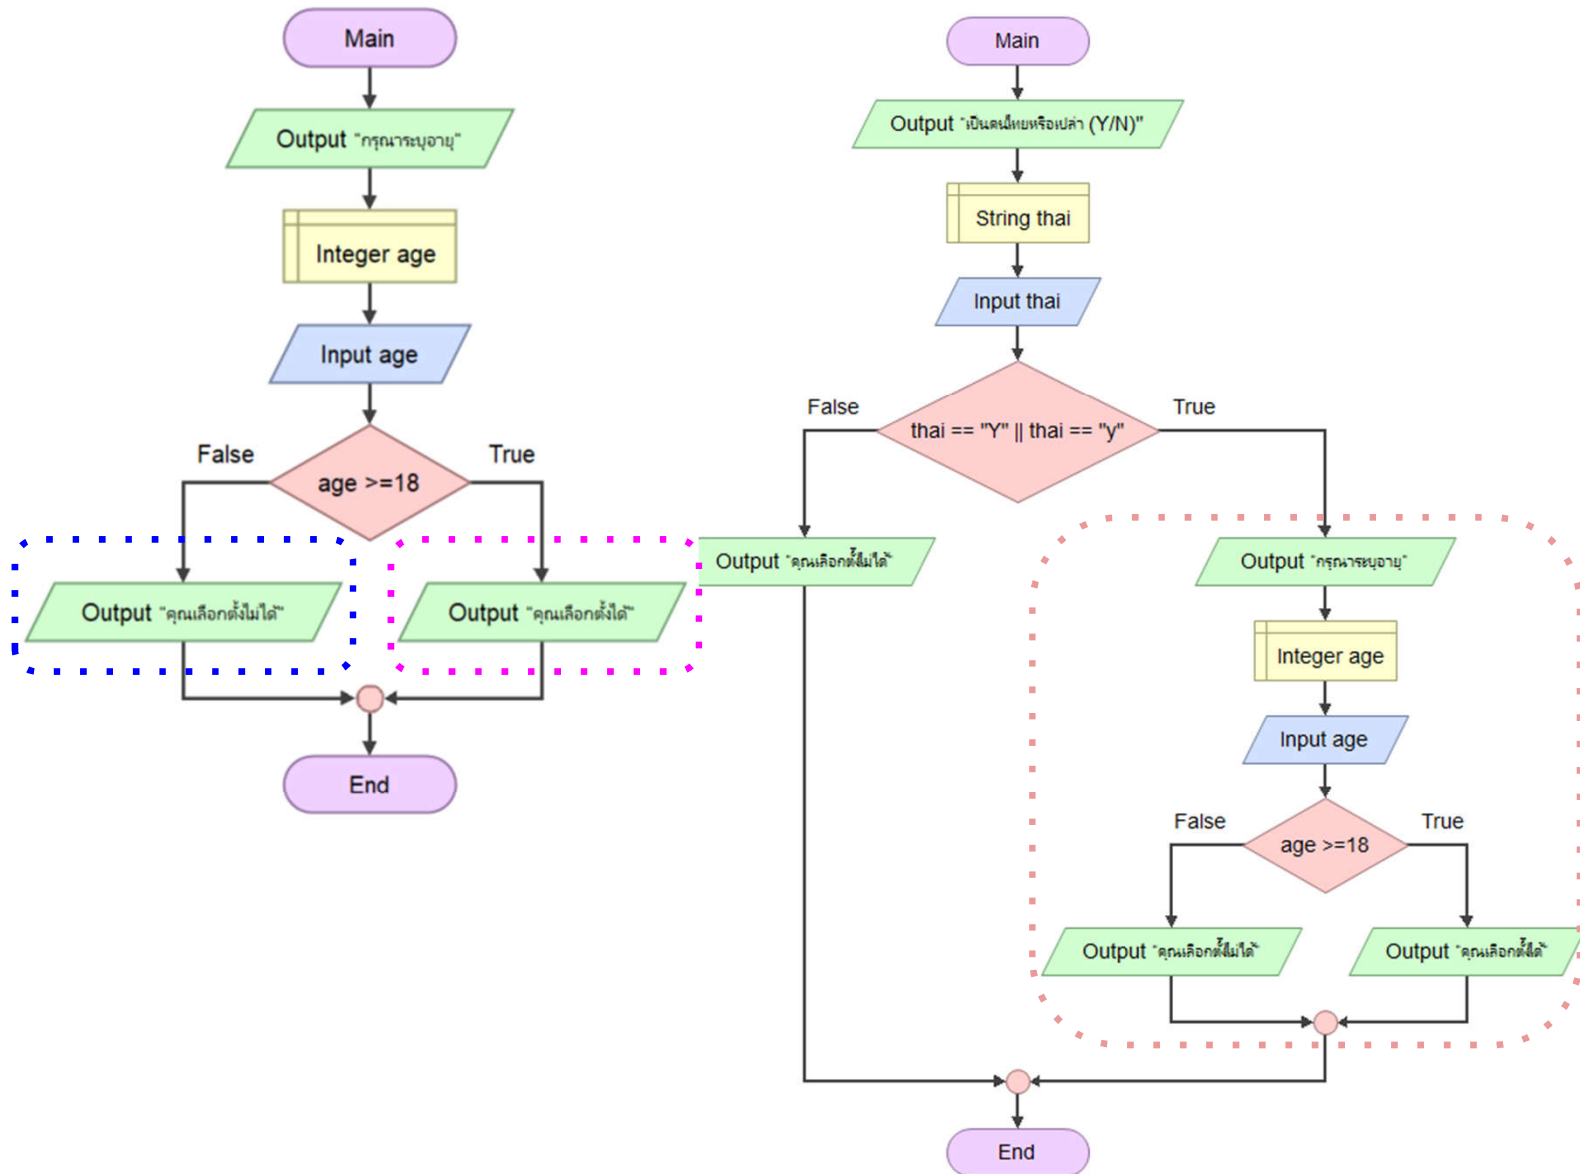 Main
Output "กรุณาระบุอายุ"
Integer age
Input age
False
True
age >=18
Output "คุณเลือกตั้งไม่ได้"
Output "คุณเลือกตั้งได้"
End
Main
Output "เป็นคนไทยหรือเปล่า (Y/N)"
String thai
Input thai
False
True
thai == "Y" || thai == "y"
Output "คุณเลือกตั้งไม่ได้"
Output "กรุณาระบุอายุ"
Integer age
Input age
False
True
age >=18
Output "คุณเลือกตั้งไม่ได้"
Output "คุณเลือกตั้งได้"
End